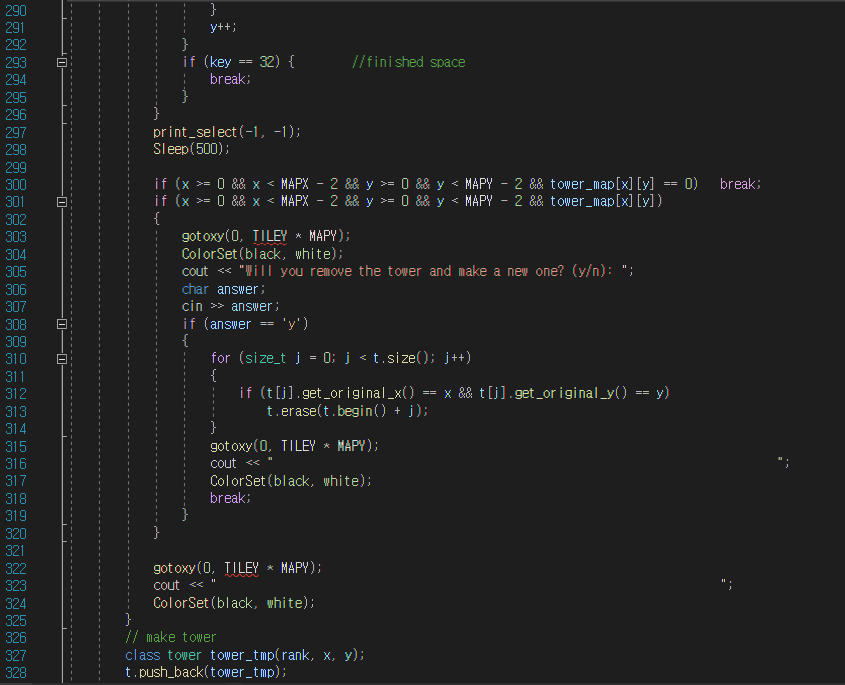 290 }
291 y++;
292 }
293 if (key == 32) { //finished space
294 break;
295 }
296 }
297 print_select(-1, -1);
298 Sleep(500);
299
300 if (x >= 0 && x < MAPX - 2 && y >= 0 && y < MAPY - 2 && tower_map[x][y] == 0) break;
301 if (x >= 0 && x < MAPX - 2 && y >= 0 && y < MAPY - 2 && tower_map[x][y])
302 {
303 gotoxy(0, TILEY * MAPY);
304 ColorSet(black, white);
305 cout << "Will you remove the tower and make a new one? (y/n): ";
306 char answer;
307 cin >> answer;
308 if (answer == 'y')
309 {
310 for (size_t j = 0; j < t.size(); j++)
311 {
312 if (t[j].get_original_x() == x && t[j].get_original_y() == y)
313 t.erase(t.begin() + j);
314 }
315 gotoxy(0, TILEY * MAPY);
316 cout << " ";
317 ColorSet(black, white);
318 break;
319 }
320 }
321
322 gotoxy(0, TILEY * MAPY);
323 cout << " ";
324 ColorSet(black, white);
325 }
326 // make tower
327 class tower tower_tmp(rank, x, y);
328 t.push_back(tower_tmp);